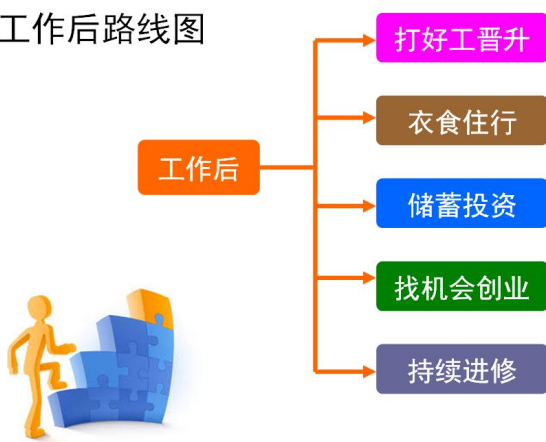 工作后路线图
打好工晋升
衣食住行
工作后
储蓄投资
找机会创业
持续进修